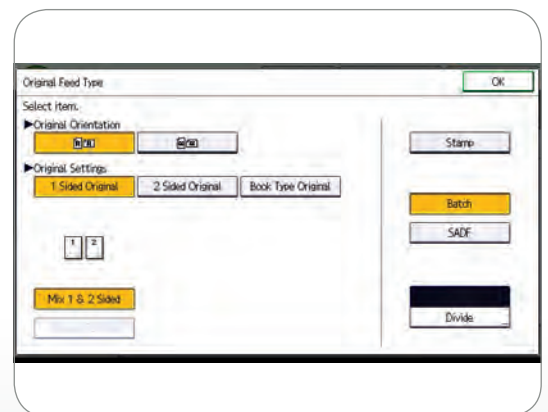 Original Feed Type
OK
Select item.
►Original Orientation
Stamp
►Original Settings
1 Sided Original
2 Sided Original
Book Type Original
Batch
SADF
1 2
Mix 1 & 2 Sided
Divide